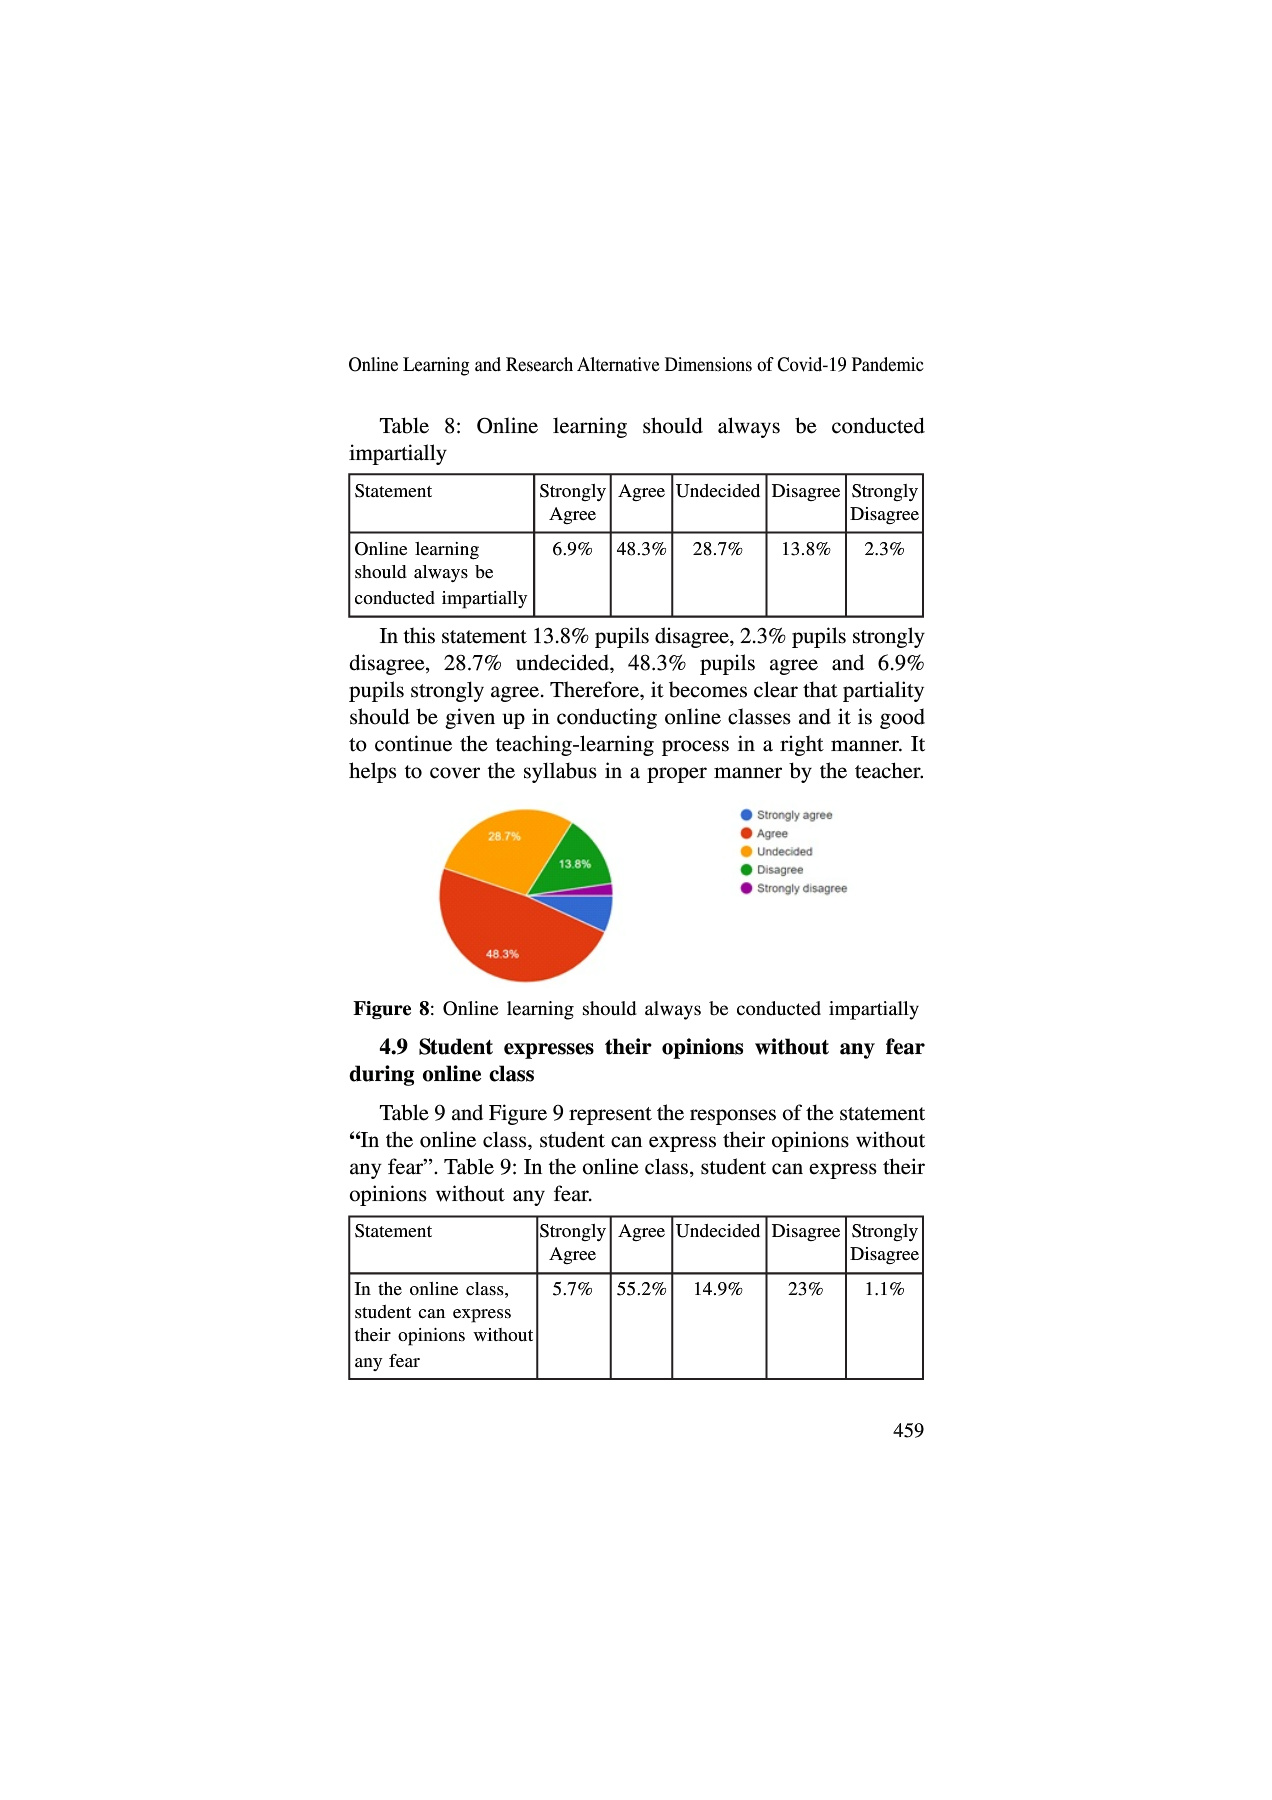 Online Learning and Research Alternative Dimensions of Covid-19 Pandemic
Table 8: Online learning should always be conducted
impartially
Statement Strongly Agree Undecided Disagree Strongly
Agree Disagree
Online learning 6.9% 48.3% 28.7% 13.8% 2.3%
should always be
conducted impartially
In this statement 13.8% pupils disagree, 2.3% pupils strongly
disagree, 28.7% undecided, 48.3% pupils agree and 6.9%
pupils strongly agree. Therefore, it becomes clear that partiality
should be given up in conducting online classes and it is good
to continue the teaching-learning process in a right manner. It
helps to cover the syllabus in a proper manner by the teacher.
28.7%
13.8%
48.3%
Strongly agree
Agree
Undecided
Disagree
Strongly disagree
Figure 8: Online learning should always be conducted impartially
4.9 Student expresses their opinions without any fear
during online class
Table 9 and Figure 9 represent the responses of the statement
“In the online class, student can express their opinions without
any fear”. Table 9: In the online class, student can express their
opinions without any fear.
Statement Strongly Agree Undecided Disagree Strongly
Agree Disagree
In the online class, 5.7% 55.2% 14.9% 23% 1.1%
student can express
their opinions without
any fear
459